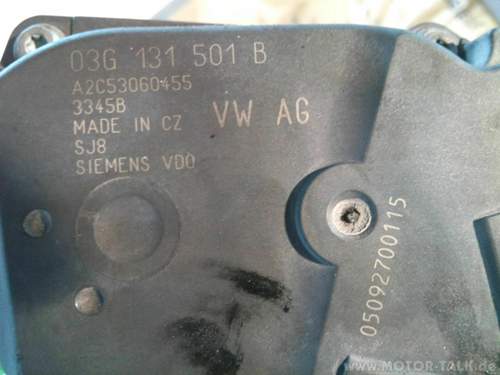 03G 131 501 B
A2C53060455
3345B
MADE IN CZ
VW AG
SJ8
SIEMENS VDO
05092700115
www.MOTOR-TALK.de